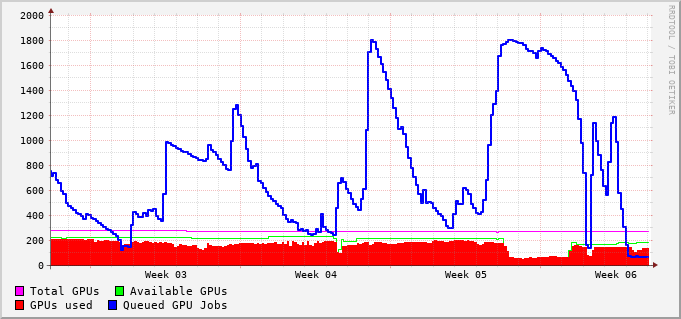 RRDTOOL / TOBI OETIKER
2000
1800
1600
1400
1200
1000
800
600
400
200
0
Week 03 Week 04 Week 05 Week 06
Total GPUs Available GPUs
GPUs used Queued GPU Jobs